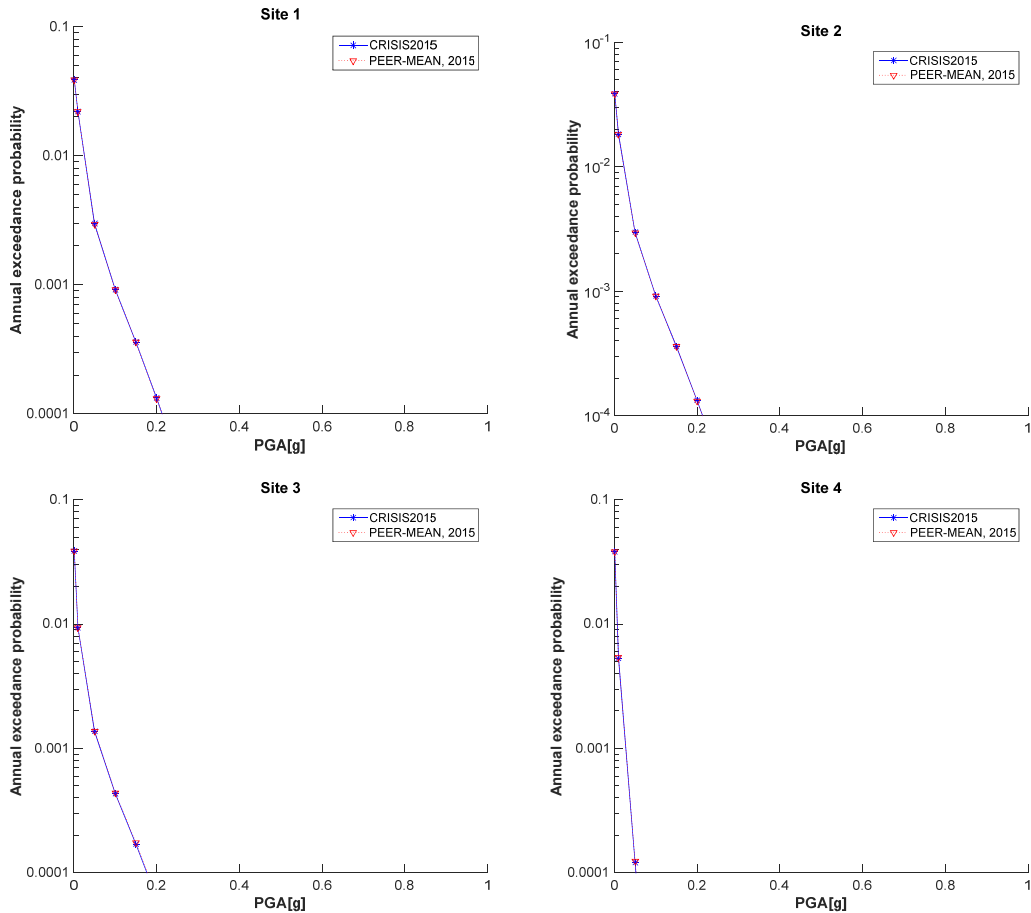 Site 1
CRISIS2015
PEER-MEAN, 2015
Annual exceedance probability
0.1
0.01
0.001
0.0001
0 0.2 0.4 0.6 0.8 1
PGA[g]
Site 2
CRISIS2015
PEER-MEAN, 2015
Annual exceedance probability
10^-1
10^-2
10^-3
10^-4
0 0.2 0.4 0.6 0.8 1
PGA[g]
Site 3
CRISIS2015
PEER-MEAN, 2015
Annual exceedance probability
0.1
0.01
0.001
0.0001
0 0.2 0.4 0.6 0.8 1
PGA[g]
Site 4
CRISIS2015
PEER-MEAN, 2015
Annual exceedance probability
0.1
0.01
0.001
0.0001
0 0.2 0.4 0.6 0.8 1
PGA[g]